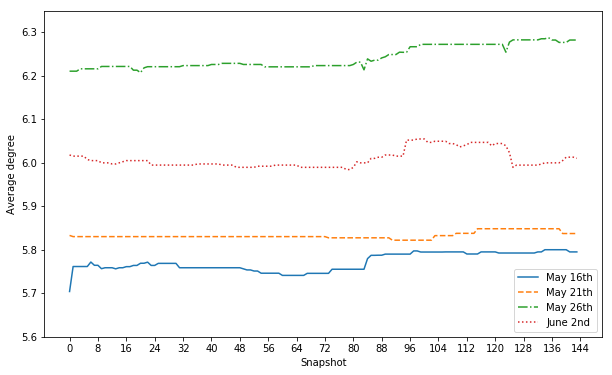 6.3
6.2
6.1
6.0
5.9
5.8
5.7
5.6
Average degree
0 8 16 24 32 40 48 56 64 72 80 88 96 104 112 120 128 136 144
Snapshot
May 16th
May 21th
May 26th
June 2nd